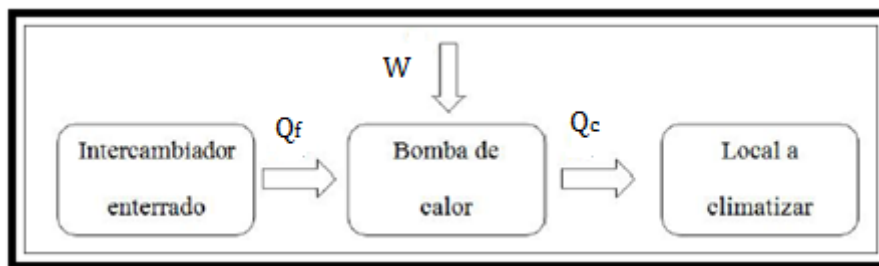 W
Qf
Qc
Intercambiador
enterrado
Bomba de
calor
Local a
climatizar